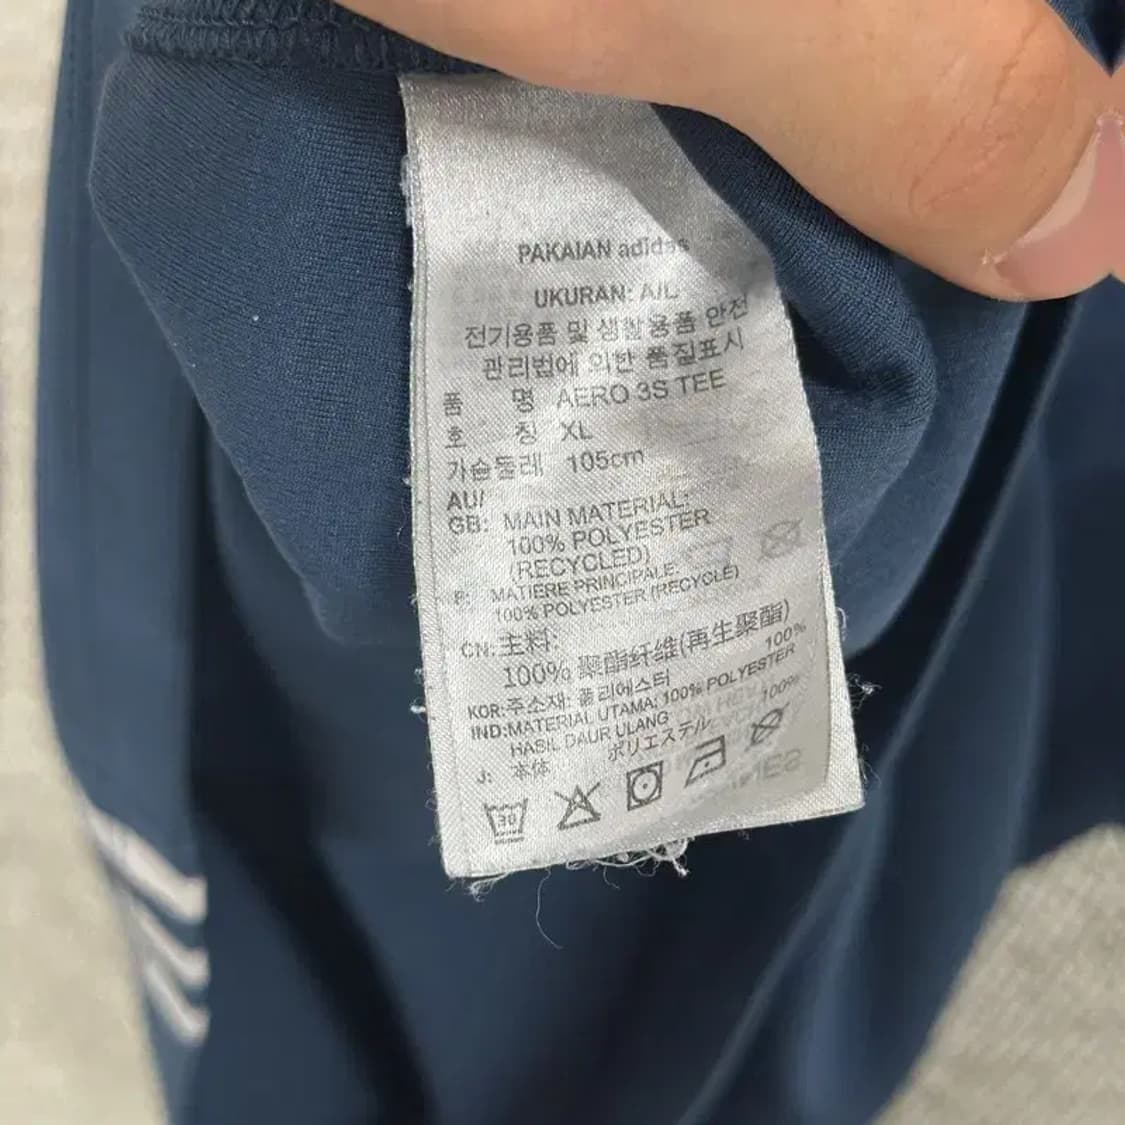 PAKAIAN adidas
UKURAN: A/L
전기용품 및 생활용품 안전
관리법에 의한 품질표시
품 명 AERO 3S TEE
호 칭 XL
가슴둘레 105cm
AU/
GB: MAIN MATERIAL:
100% POLYESTER
(RECYCLED)
F: MATIERE PRINCIPALE:
100% POLYESTER (RECYCLÉ)
CN: 主料:
100% 聚酯纤维(再生聚酯)
KOR: 주소재: 폴리에스터 100%
IND: MATERIAL UTAMA: 100% POLYESTER
HASIL DAUR ULANG
J: 本体 ポリエステル 100%
30